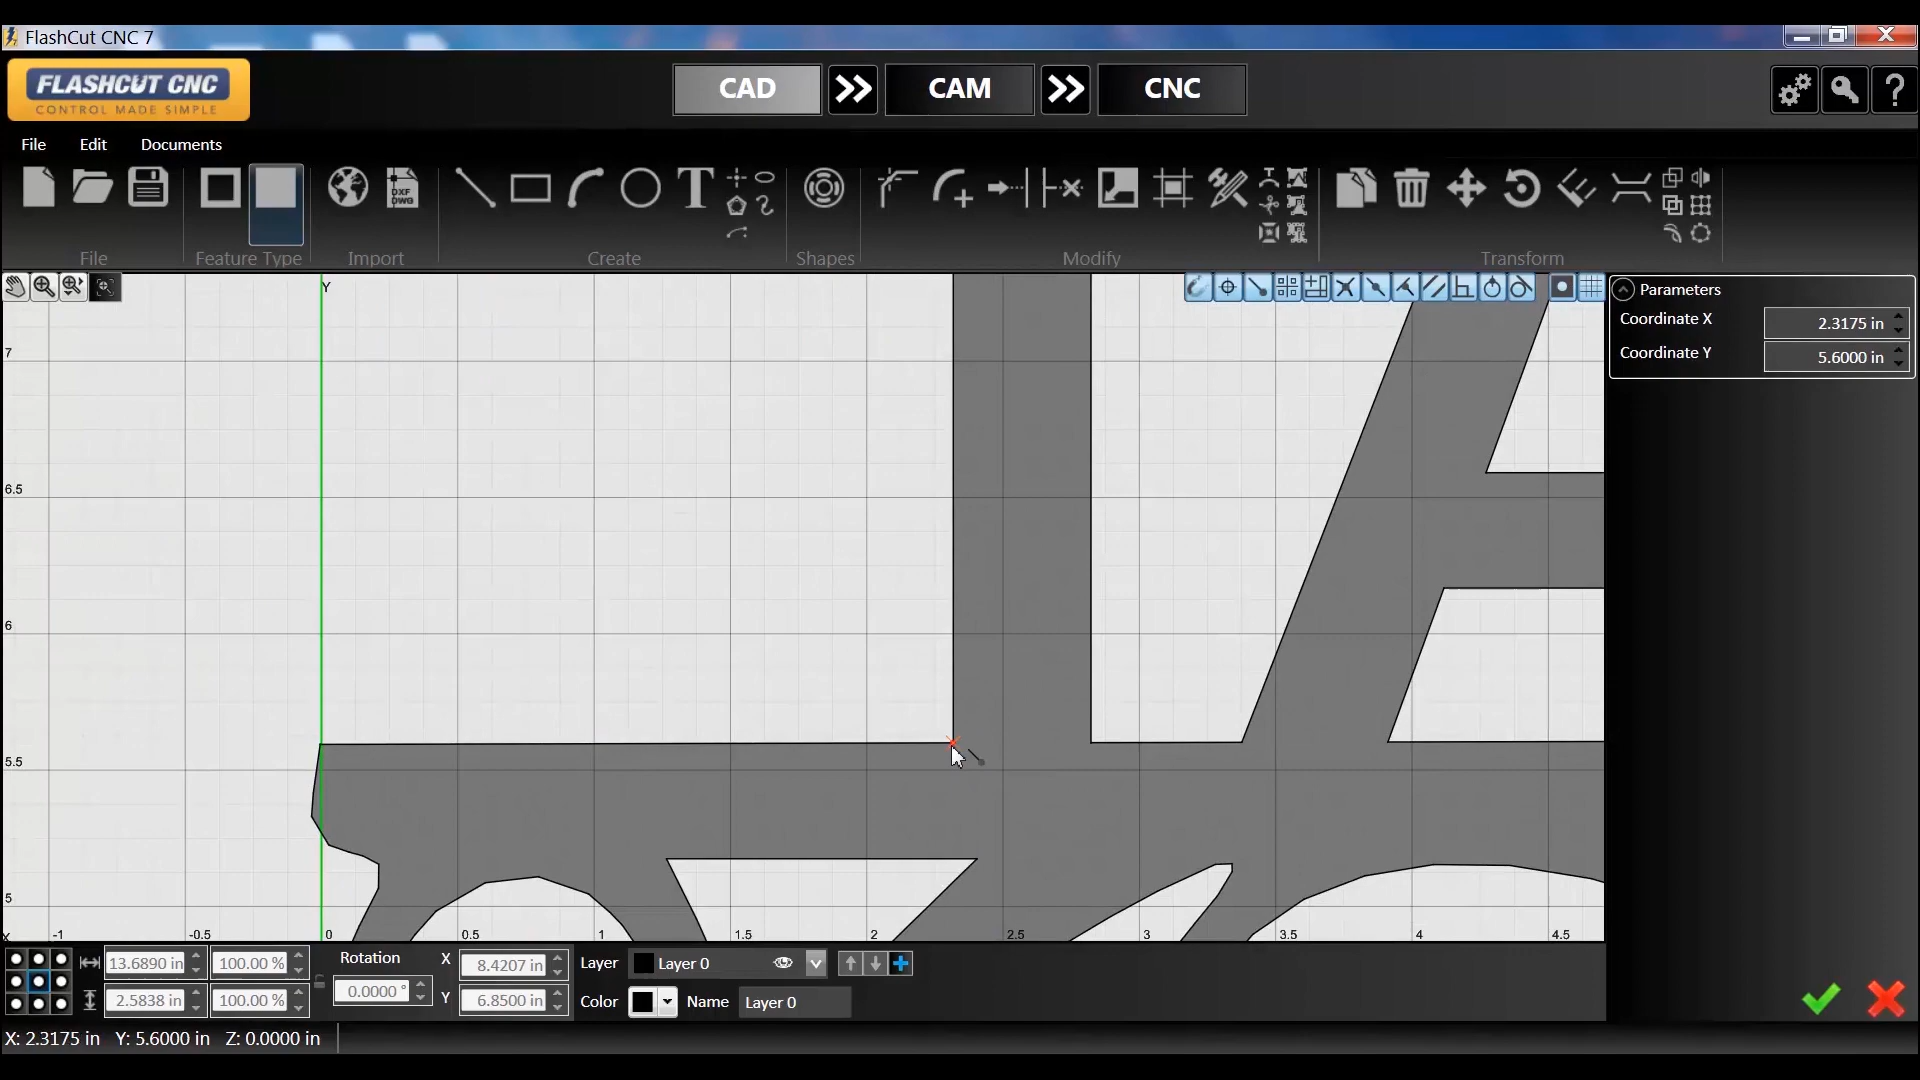 FlashCut CNC 7
FLASHCUT CNC
CONTROL MADE SIMPLE
CAD
CAM
CNC
File Edit Documents
DXF
DWG
File Feature Type Import Create Shapes Modify Transform
Y
Parameters
Coordinate X 2.3175 in
Coordinate Y 5.6000 in
7
6.5
6
5.5
5
X -1 -0.5 0 0.5 1 1.5 2 2.5 3 3.5 4 4.5
13.6890 in 100.00 % Rotation X 8.4207 in Layer Layer 0
2.5838 in 100.00 % 0.0000 ° Y 6.8500 in Color Name Layer 0
X: 2.3175 in Y: 5.6000 in Z: 0.0000 in